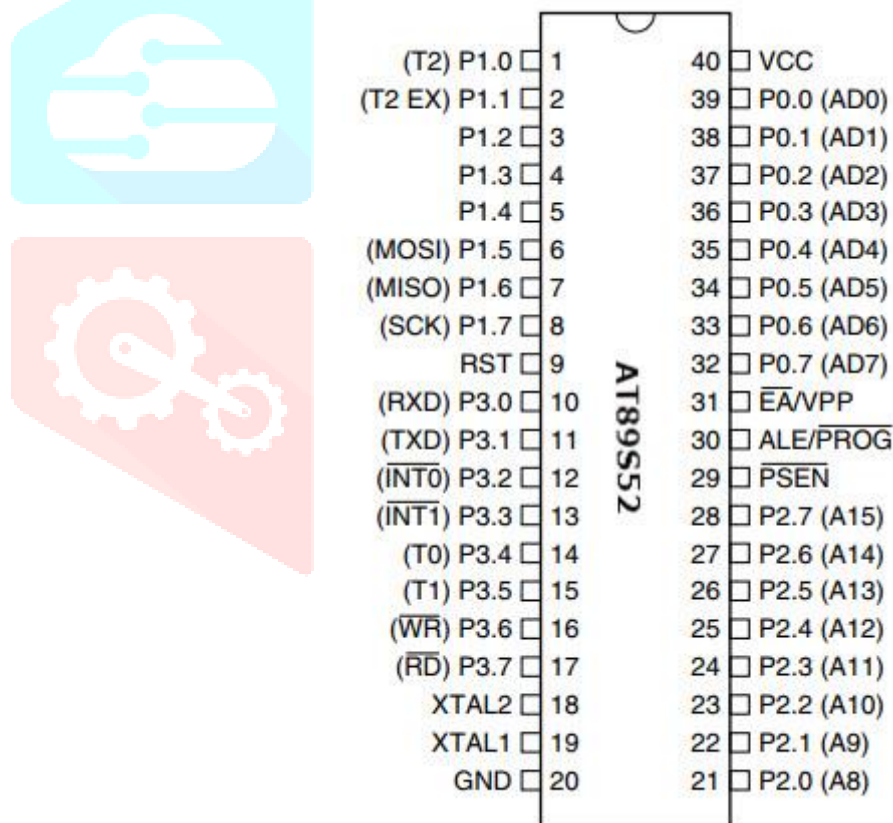 (T2) P1.0 1 40 VCC
(T2 EX) P1.1 2 39 P0.0 (AD0)
P1.2 3 38 P0.1 (AD1)
P1.3 4 37 P0.2 (AD2)
P1.4 5 36 P0.3 (AD3)
(MOSI) P1.5 6 35 P0.4 (AD4)
(MISO) P1.6 7 34 P0.5 (AD5)
(SCK) P1.7 8 33 P0.6 (AD6)
RST 9 32 P0.7 (AD7)
(RXD) P3.0 10 31 E̅A̅/VPP
(TXD) P3.1 11 30 ALE/P̅R̅O̅G̅
(I̅N̅T̅0̅) P3.2 12 29 P̅S̅E̅N̅
(I̅N̅T̅1̅) P3.3 13 28 P2.7 (A15)
(T0) P3.4 14 27 P2.6 (A14)
(T1) P3.5 15 26 P2.5 (A13)
(W̅R̅) P3.6 16 25 P2.4 (A12)
(R̅D̅) P3.7 17 24 P2.3 (A11)
XTAL2 18 23 P2.2 (A10)
XTAL1 19 22 P2.1 (A9)
GND 20 21 P2.0 (A8)
AT89S52